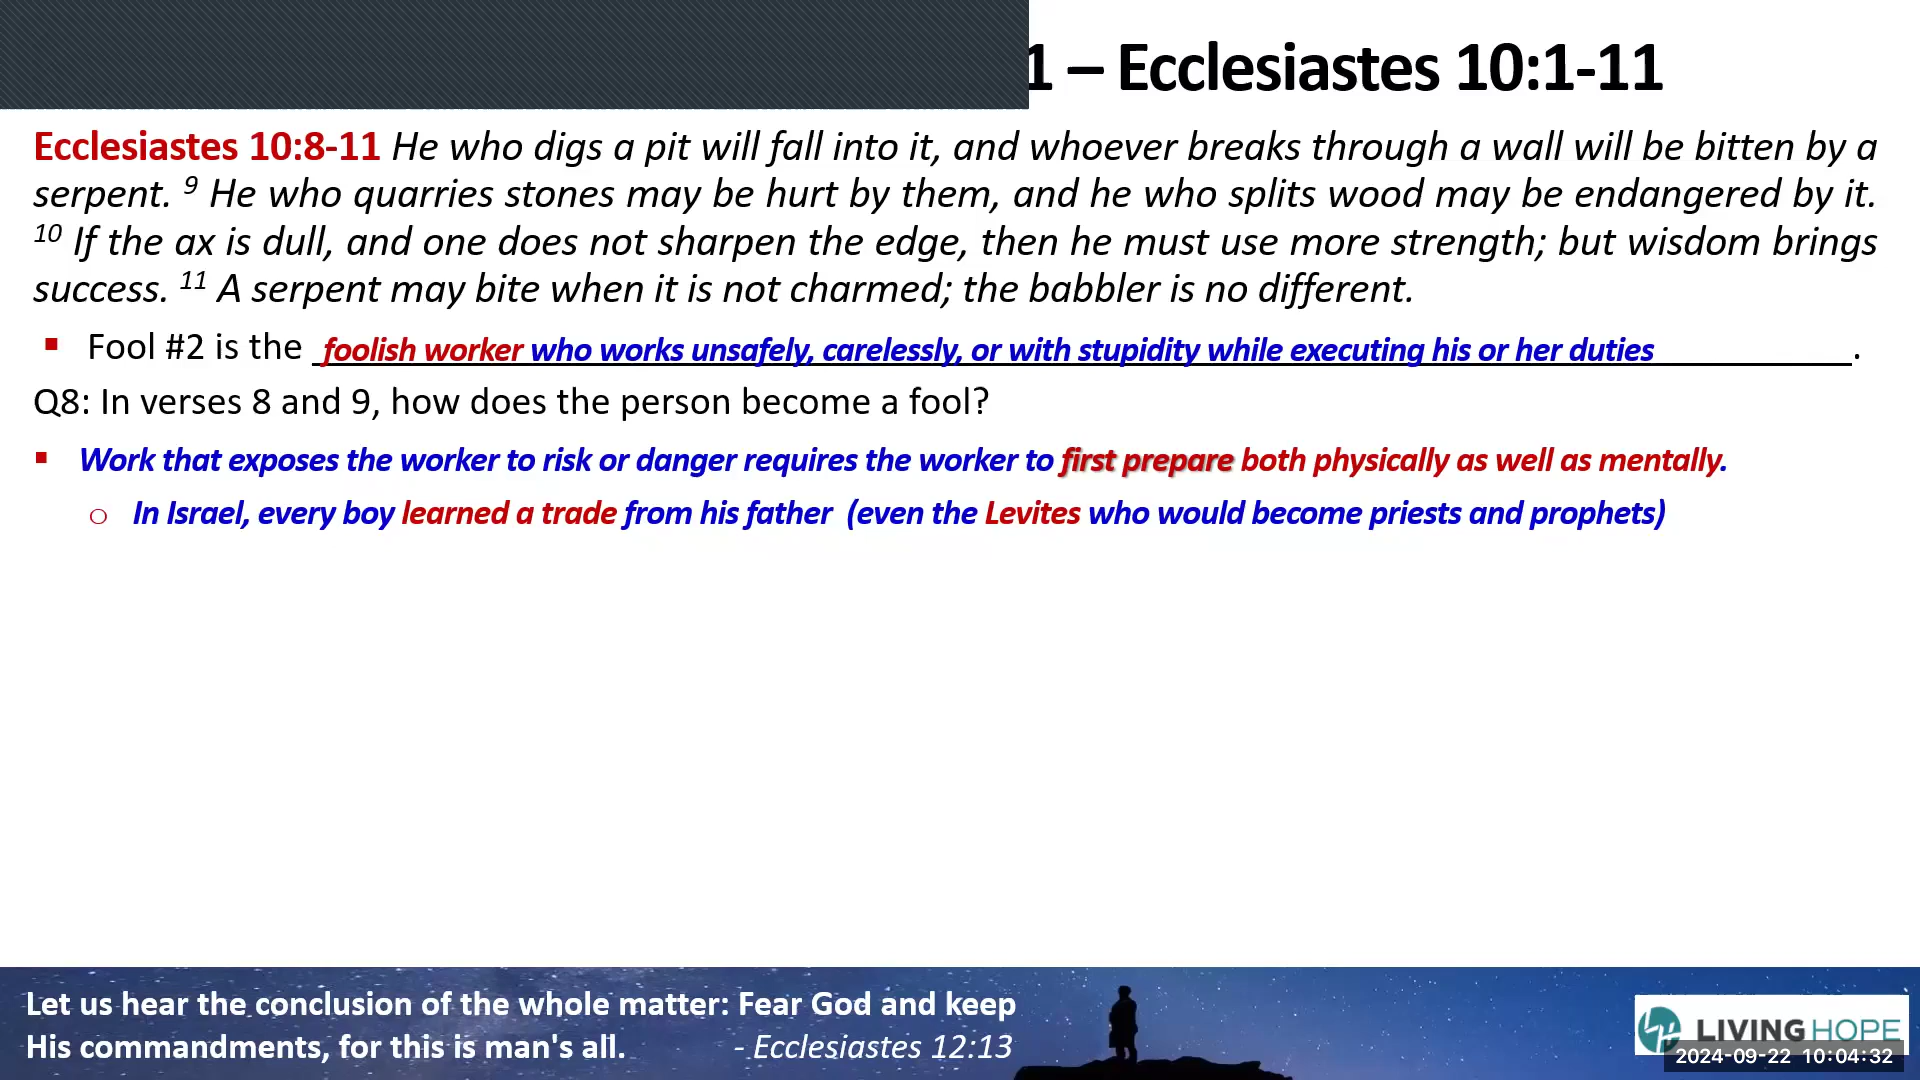 1 – Ecclesiastes 10:1-11
Ecclesiastes 10:8-11 He who digs a pit will fall into it, and whoever breaks through a wall will be bitten by a
serpent. 9 He who quarries stones may be hurt by them, and he who splits wood may be endangered by it.
10 If the ax is dull, and one does not sharpen the edge, then he must use more strength; but wisdom brings
success. 11 A serpent may bite when it is not charmed; the babbler is no different.
▪ Fool #2 is the foolish worker who works unsafely, carelessly, or with stupidity while executing his or her duties.
Q8: In verses 8 and 9, how does the person become a fool?
▪ Work that exposes the worker to risk or danger requires the worker to first prepare both physically as well as mentally.
o In Israel, every boy learned a trade from his father (even the Levites who would become priests and prophets)
Let us hear the conclusion of the whole matter: Fear God and keep
His commandments, for this is man's all. - Ecclesiastes 12:13
LH LIVING HOPE
2024-09-22 10:04:32